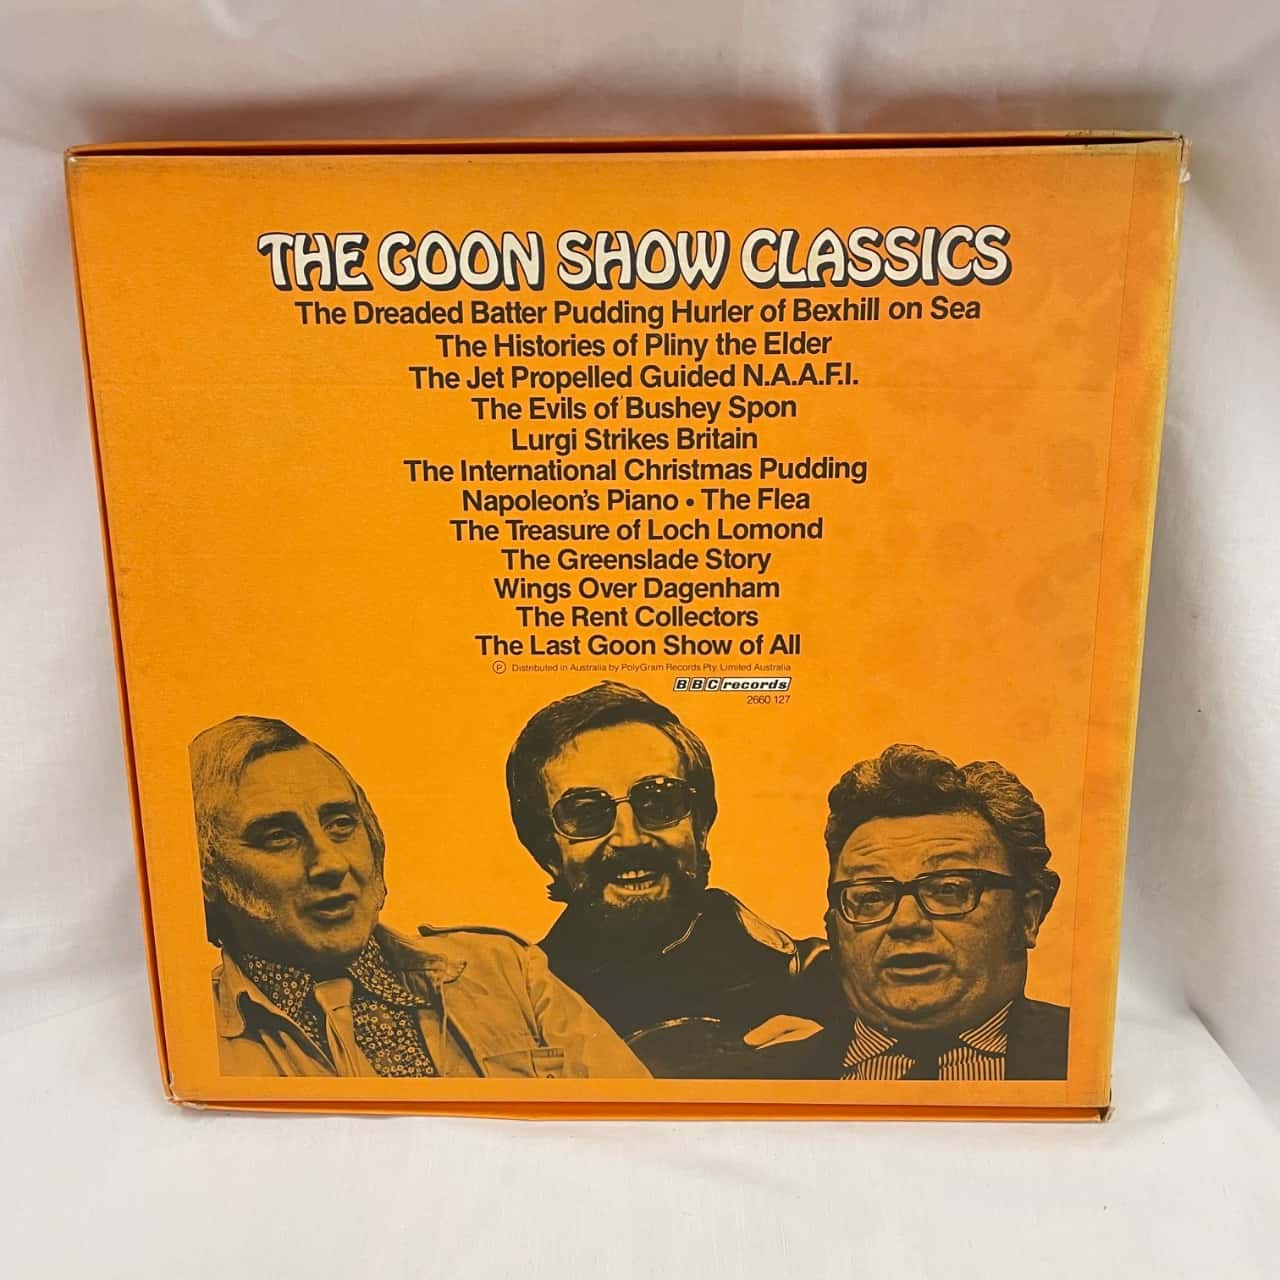 THE GOON SHOW CLASSICS
The Dreaded Batter Pudding Hurler of Bexhill on Sea
The Histories of Pliny the Elder
The Jet Propelled Guided N.A.A.F.I.
The Evils of Bushey Spon
Lurgi Strikes Britain
The International Christmas Pudding
Napoleon's Piano • The Flea
The Treasure of Loch Lomond
The Greenslade Story
Wings Over Dagenham
The Rent Collectors
The Last Goon Show of All
Ⓟ Distributed in Australia by PolyGram Records Pty. Limited Australia
BBC records
2660 127